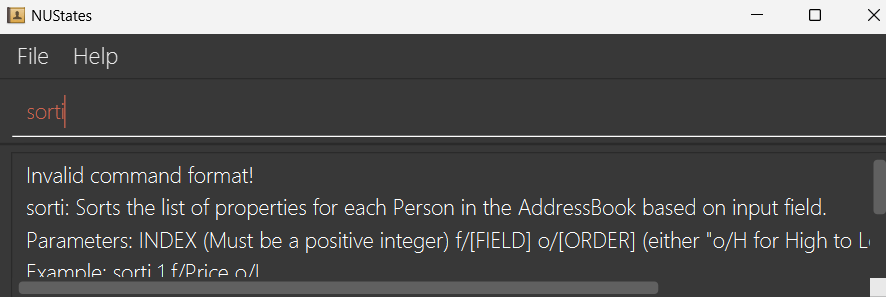 NUStates
File Help
sorti
Invalid command format!
sorti: Sorts the list of properties for each Person in the AddressBook based on input field.
Parameters: INDEX (Must be a positive integer) f/[FIELD] o/[ORDER] (either "o/H for High to
Example: sorti 1 f/Price o/L